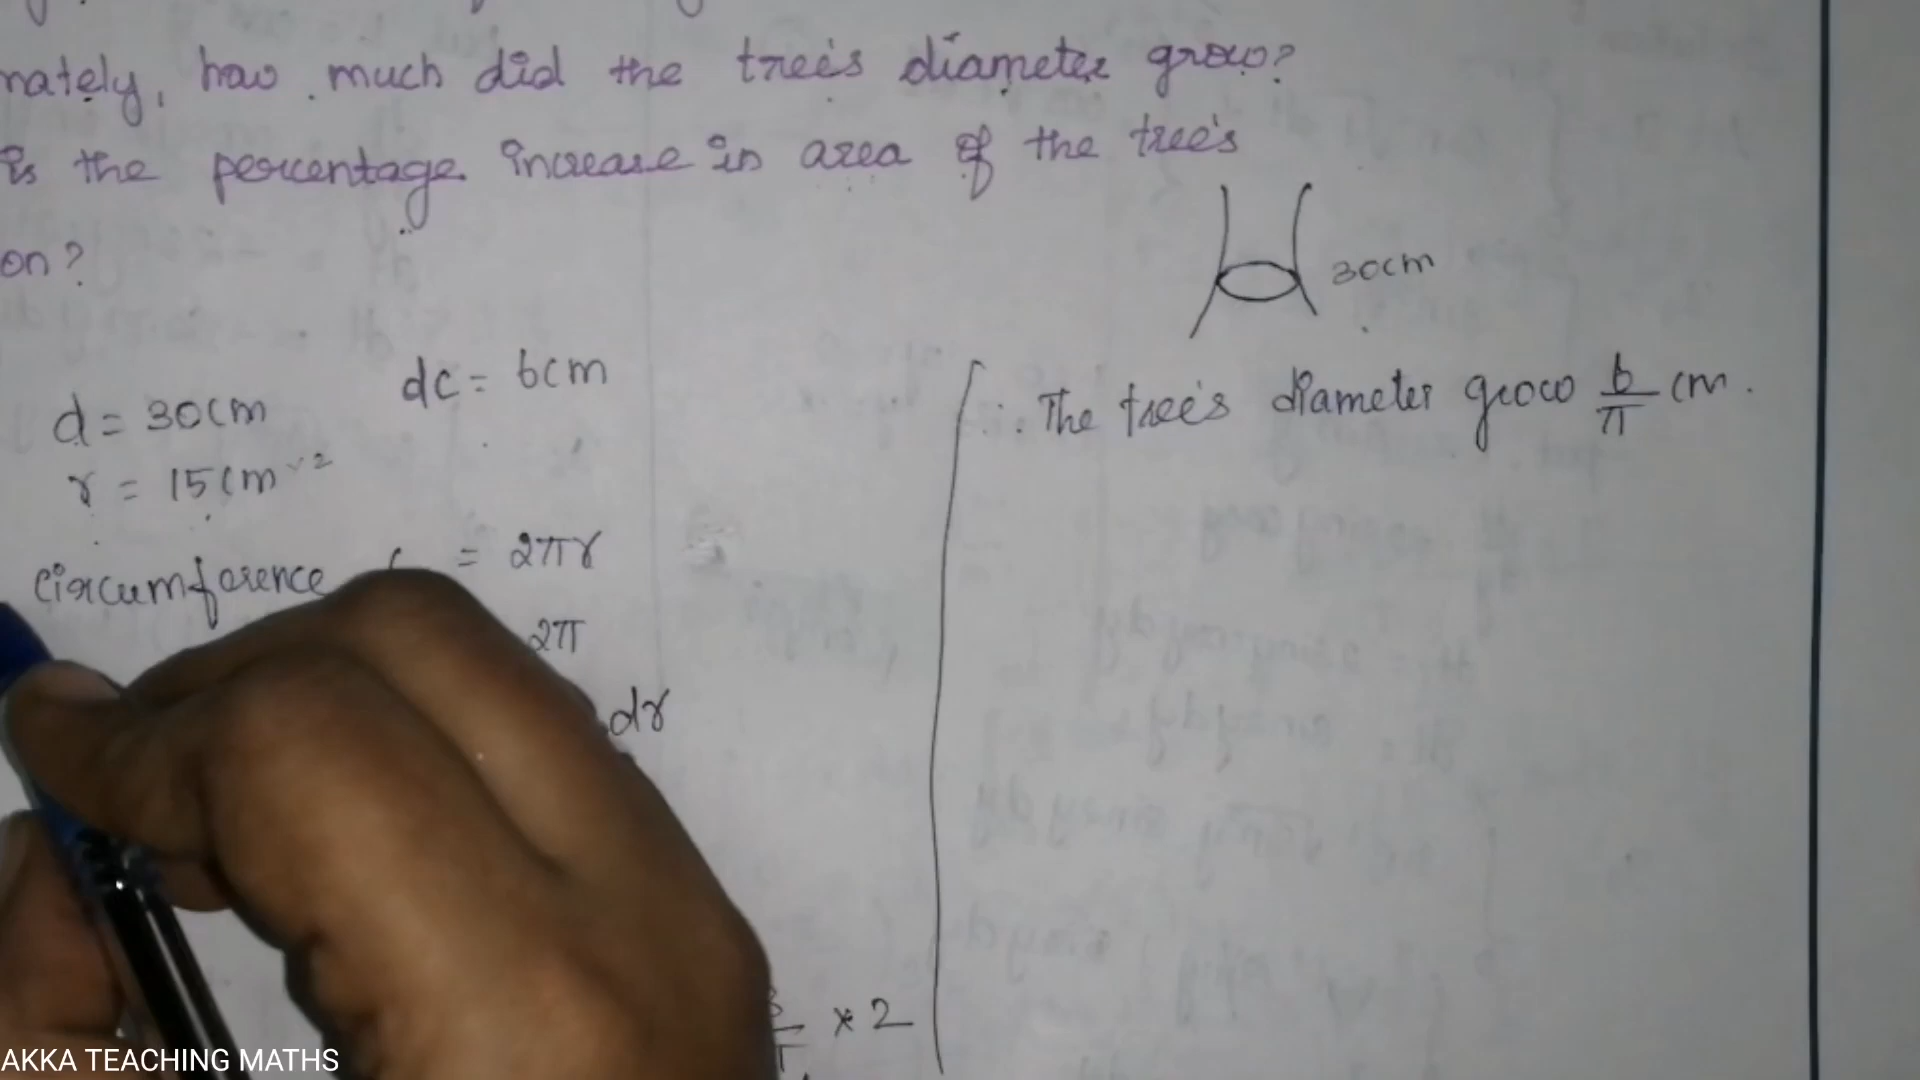 nately, how much did the tree's diameter grow?
is the percentage increase in area of the tree's
on?
30cm
d = 30cm
dc = 6cm
r = 15cm
∴ The tree's diameter grow 6/π cm.
circumference = 2πr
2π
dr
× 2
AKKA TEACHING MATHS